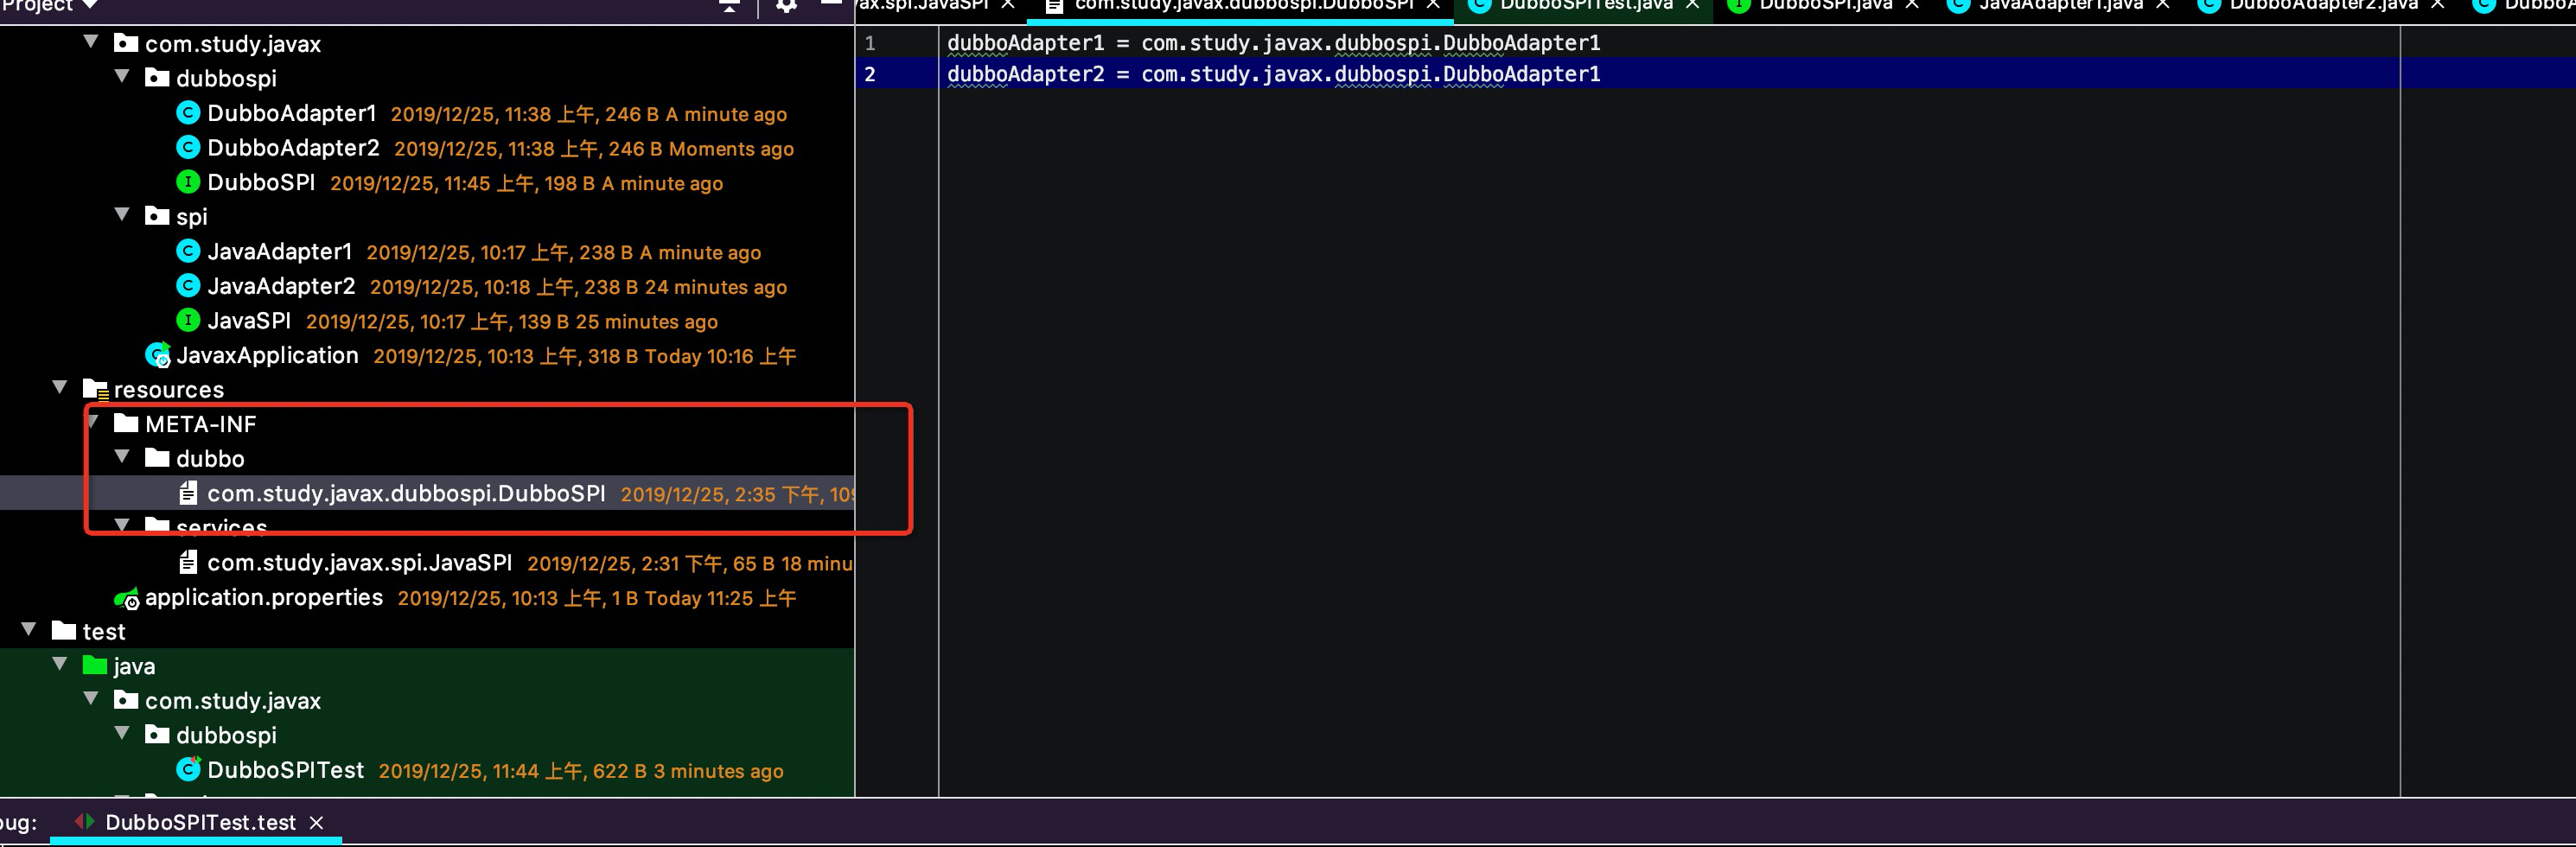 Project
com.study.javax
dubbospi
DubboAdapter1 2019/12/25, 11:38 上午, 246 B A minute ago
DubboAdapter2 2019/12/25, 11:38 上午, 246 B Moments ago
DubboSPI 2019/12/25, 11:45 上午, 198 B A minute ago
spi
JavaAdapter1 2019/12/25, 10:17 上午, 238 B A minute ago
JavaAdapter2 2019/12/25, 10:18 上午, 238 B 24 minutes ago
JavaSPI 2019/12/25, 10:17 上午, 139 B 25 minutes ago
JavaxApplication 2019/12/25, 10:13 上午, 318 B Today 10:16 上午
resources
META-INF
dubbo
com.study.javax.dubbospi.DubboSPI 2019/12/25, 2:35 下午, 109
services
com.study.javax.spi.JavaSPI 2019/12/25, 2:31 下午, 65 B 18 minu
application.properties 2019/12/25, 10:13 上午, 1 B Today 11:25 上午
test
java
com.study.javax
dubbospi
DubboSPITest 2019/12/25, 11:44 上午, 622 B 3 minutes ago
ax.spi.JavaSPI com.study.javax.dubbospi.DubboSPI DubboSPITest.java DubboSPI.java JavaAdapter1.java DubboAdapter2.java DubboA
1 dubboAdapter1 = com.study.javax.dubbospi.DubboAdapter1
2 dubboAdapter2 = com.study.javax.dubbospi.DubboAdapter1
bug: DubboSPITest.test